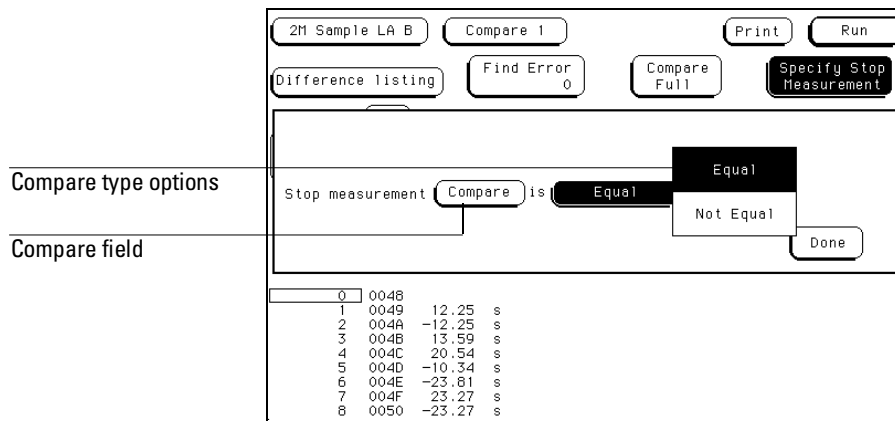 2M Sample LA B Compare 1 Print Run
Difference listing Find Error 0 Compare Full Specify Stop Measurement
Compare type options
Equal
Stop measurement Compare is Equal
Not Equal
Compare field
Done
0 0048
1 0049 12.25 s
2 004A -12.25 s
3 004B 13.59 s
4 004C 20.54 s
5 004D -10.34 s
6 004E -23.81 s
7 004F 23.27 s
8 0050 -23.27 s